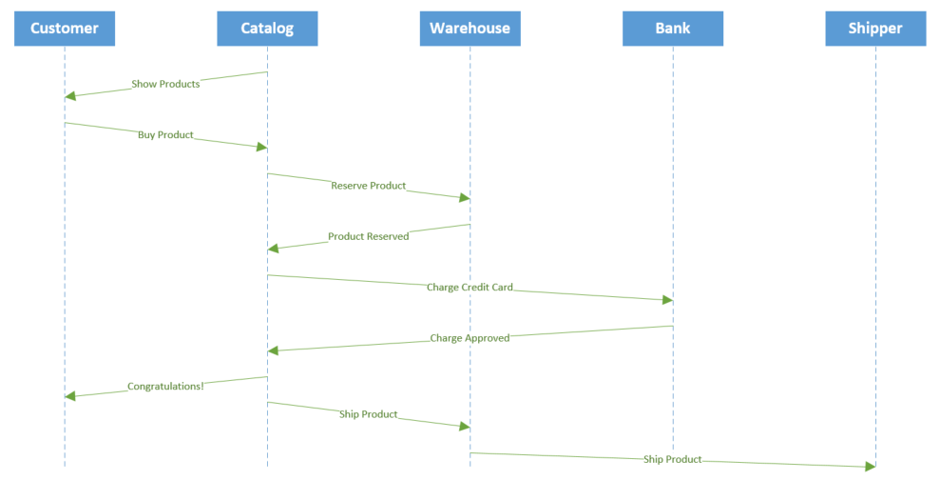 Customer
Catalog
Warehouse
Bank
Shipper
Show Products
Buy Product
Reserve Product
Product Reserved
Charge Credit Card
Charge Approved
Congratulations!
Ship Product
Ship Product